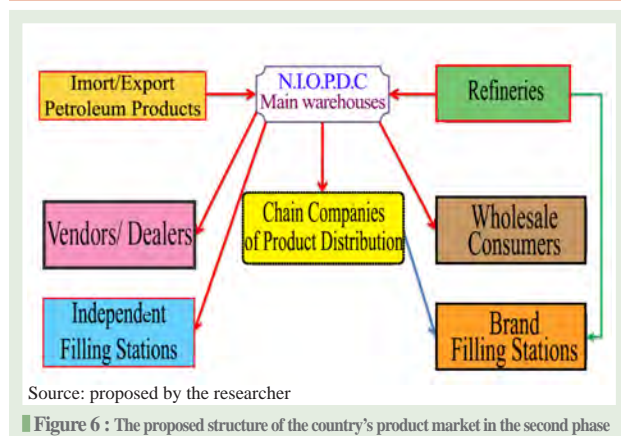 Imort/Export
Petroleum Products
N.I.O.P.D.C
Main warehouses
Refineries
Vendors/ Dealers
Chain Companies
of Product Distribution
Wholesale
Consumers
Independent
Filling Stations
Brand
Filling Stations
Source: proposed by the researcher
Figure 6 : The proposed structure of the country's product market in the second phase